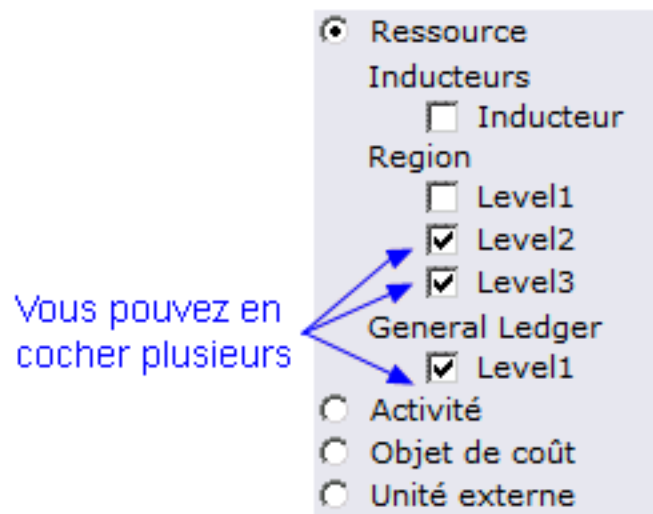 Ressource
Inducteurs
Inducteur
Region
Level1
Level2
Level3
General Ledger
Level1
Activité
Objet de coût
Unité externe
Vous pouvez en
cocher plusieurs